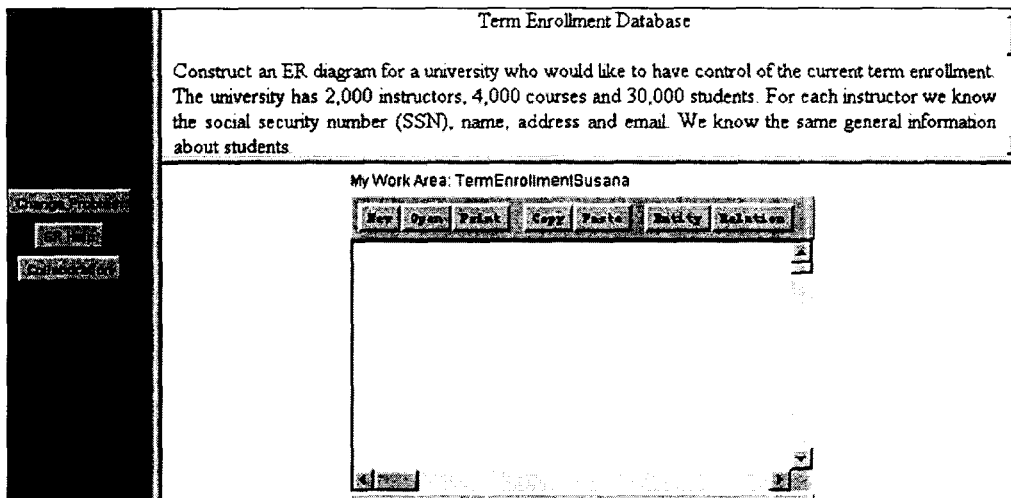 Term Enrollment Database
Construct an ER diagram for a university who would like to have control of the current term enrollment.
The university has 2,000 instructors, 4,000 courses and 30,000 students. For each instructor we know
the social security number (SSN), name, address and email. We know the same general information
about students.
My Work Area: TermEnrollmentSusana
New Open Print Copy Paste Entity Relation